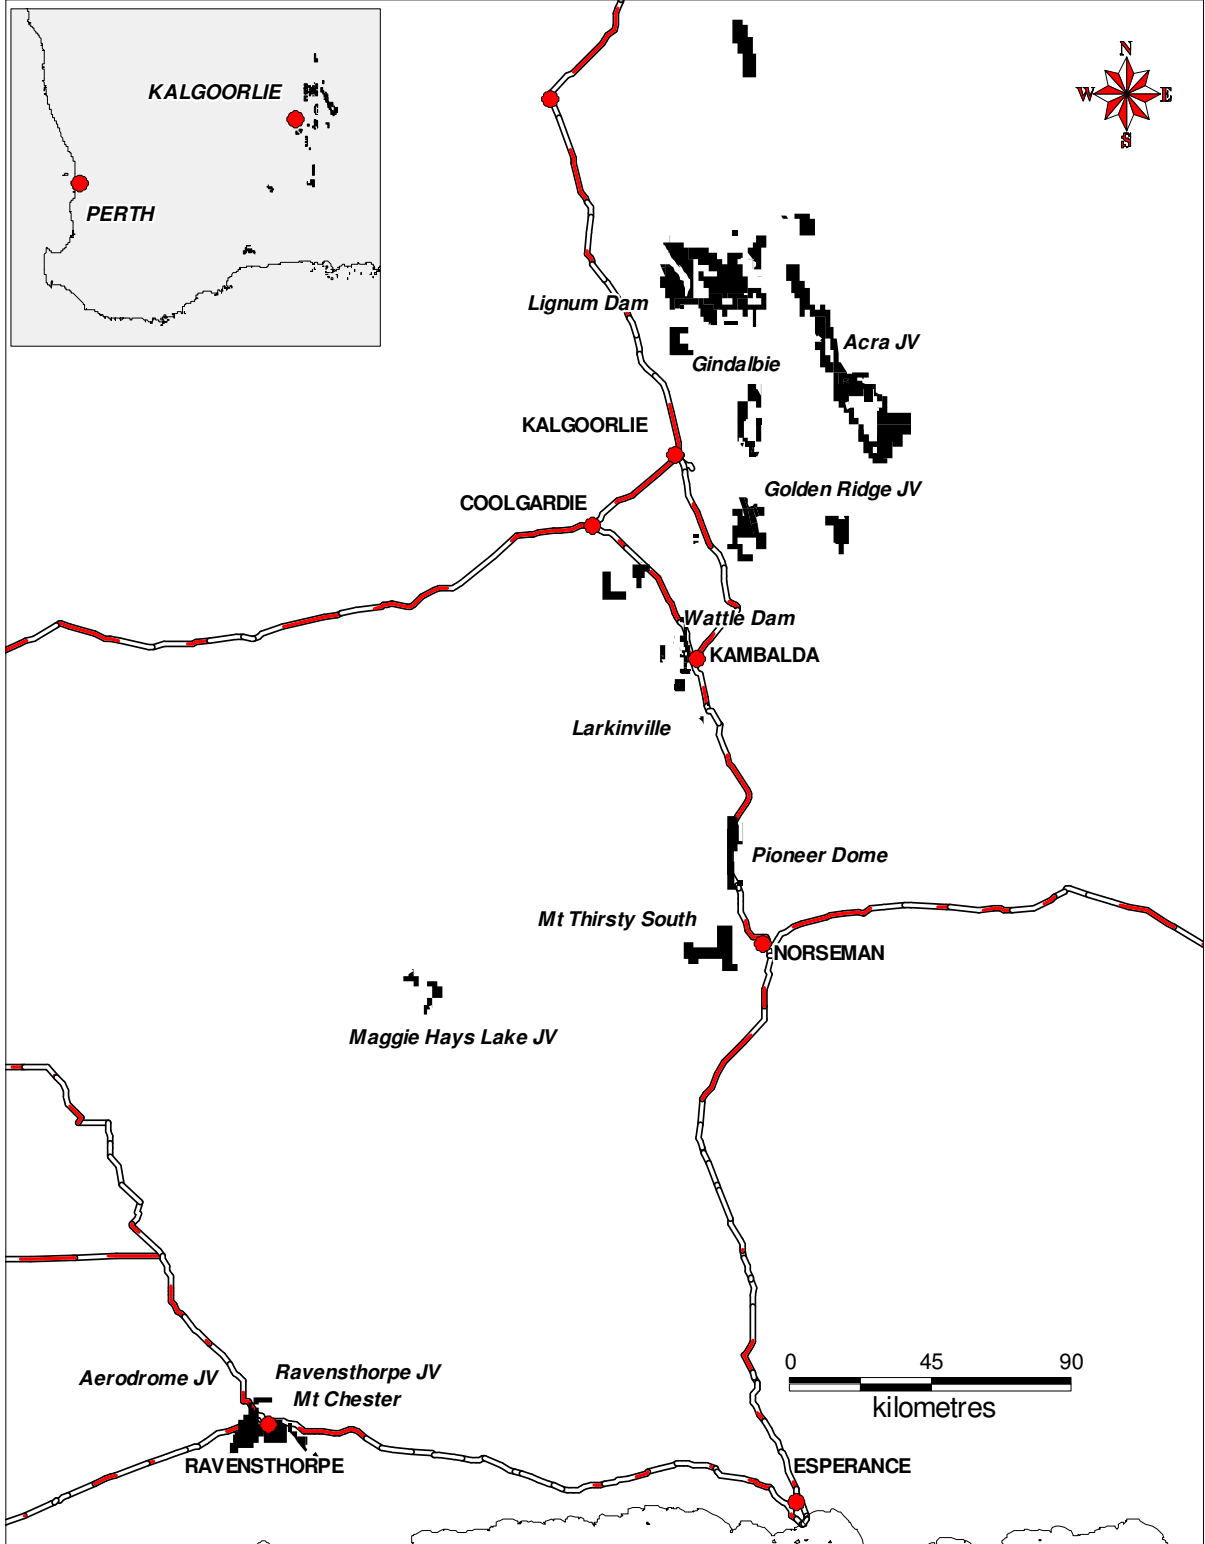 N
W E
S
KALGOORLIE
PERTH
Lignum Dam
Acra JV
Gindalbie
KALGOORLIE
Golden Ridge JV
COOLGARDIE
Wattle Dam
KAMBALDA
Larkinville
Pioneer Dome
Mt Thirsty South
NORSEMAN
Maggie Hays Lake JV
0 45 90
kilometres
Aerodrome JV
Ravensthorpe JV
Mt Chester
RAVENSTHORPE
ESPERANCE